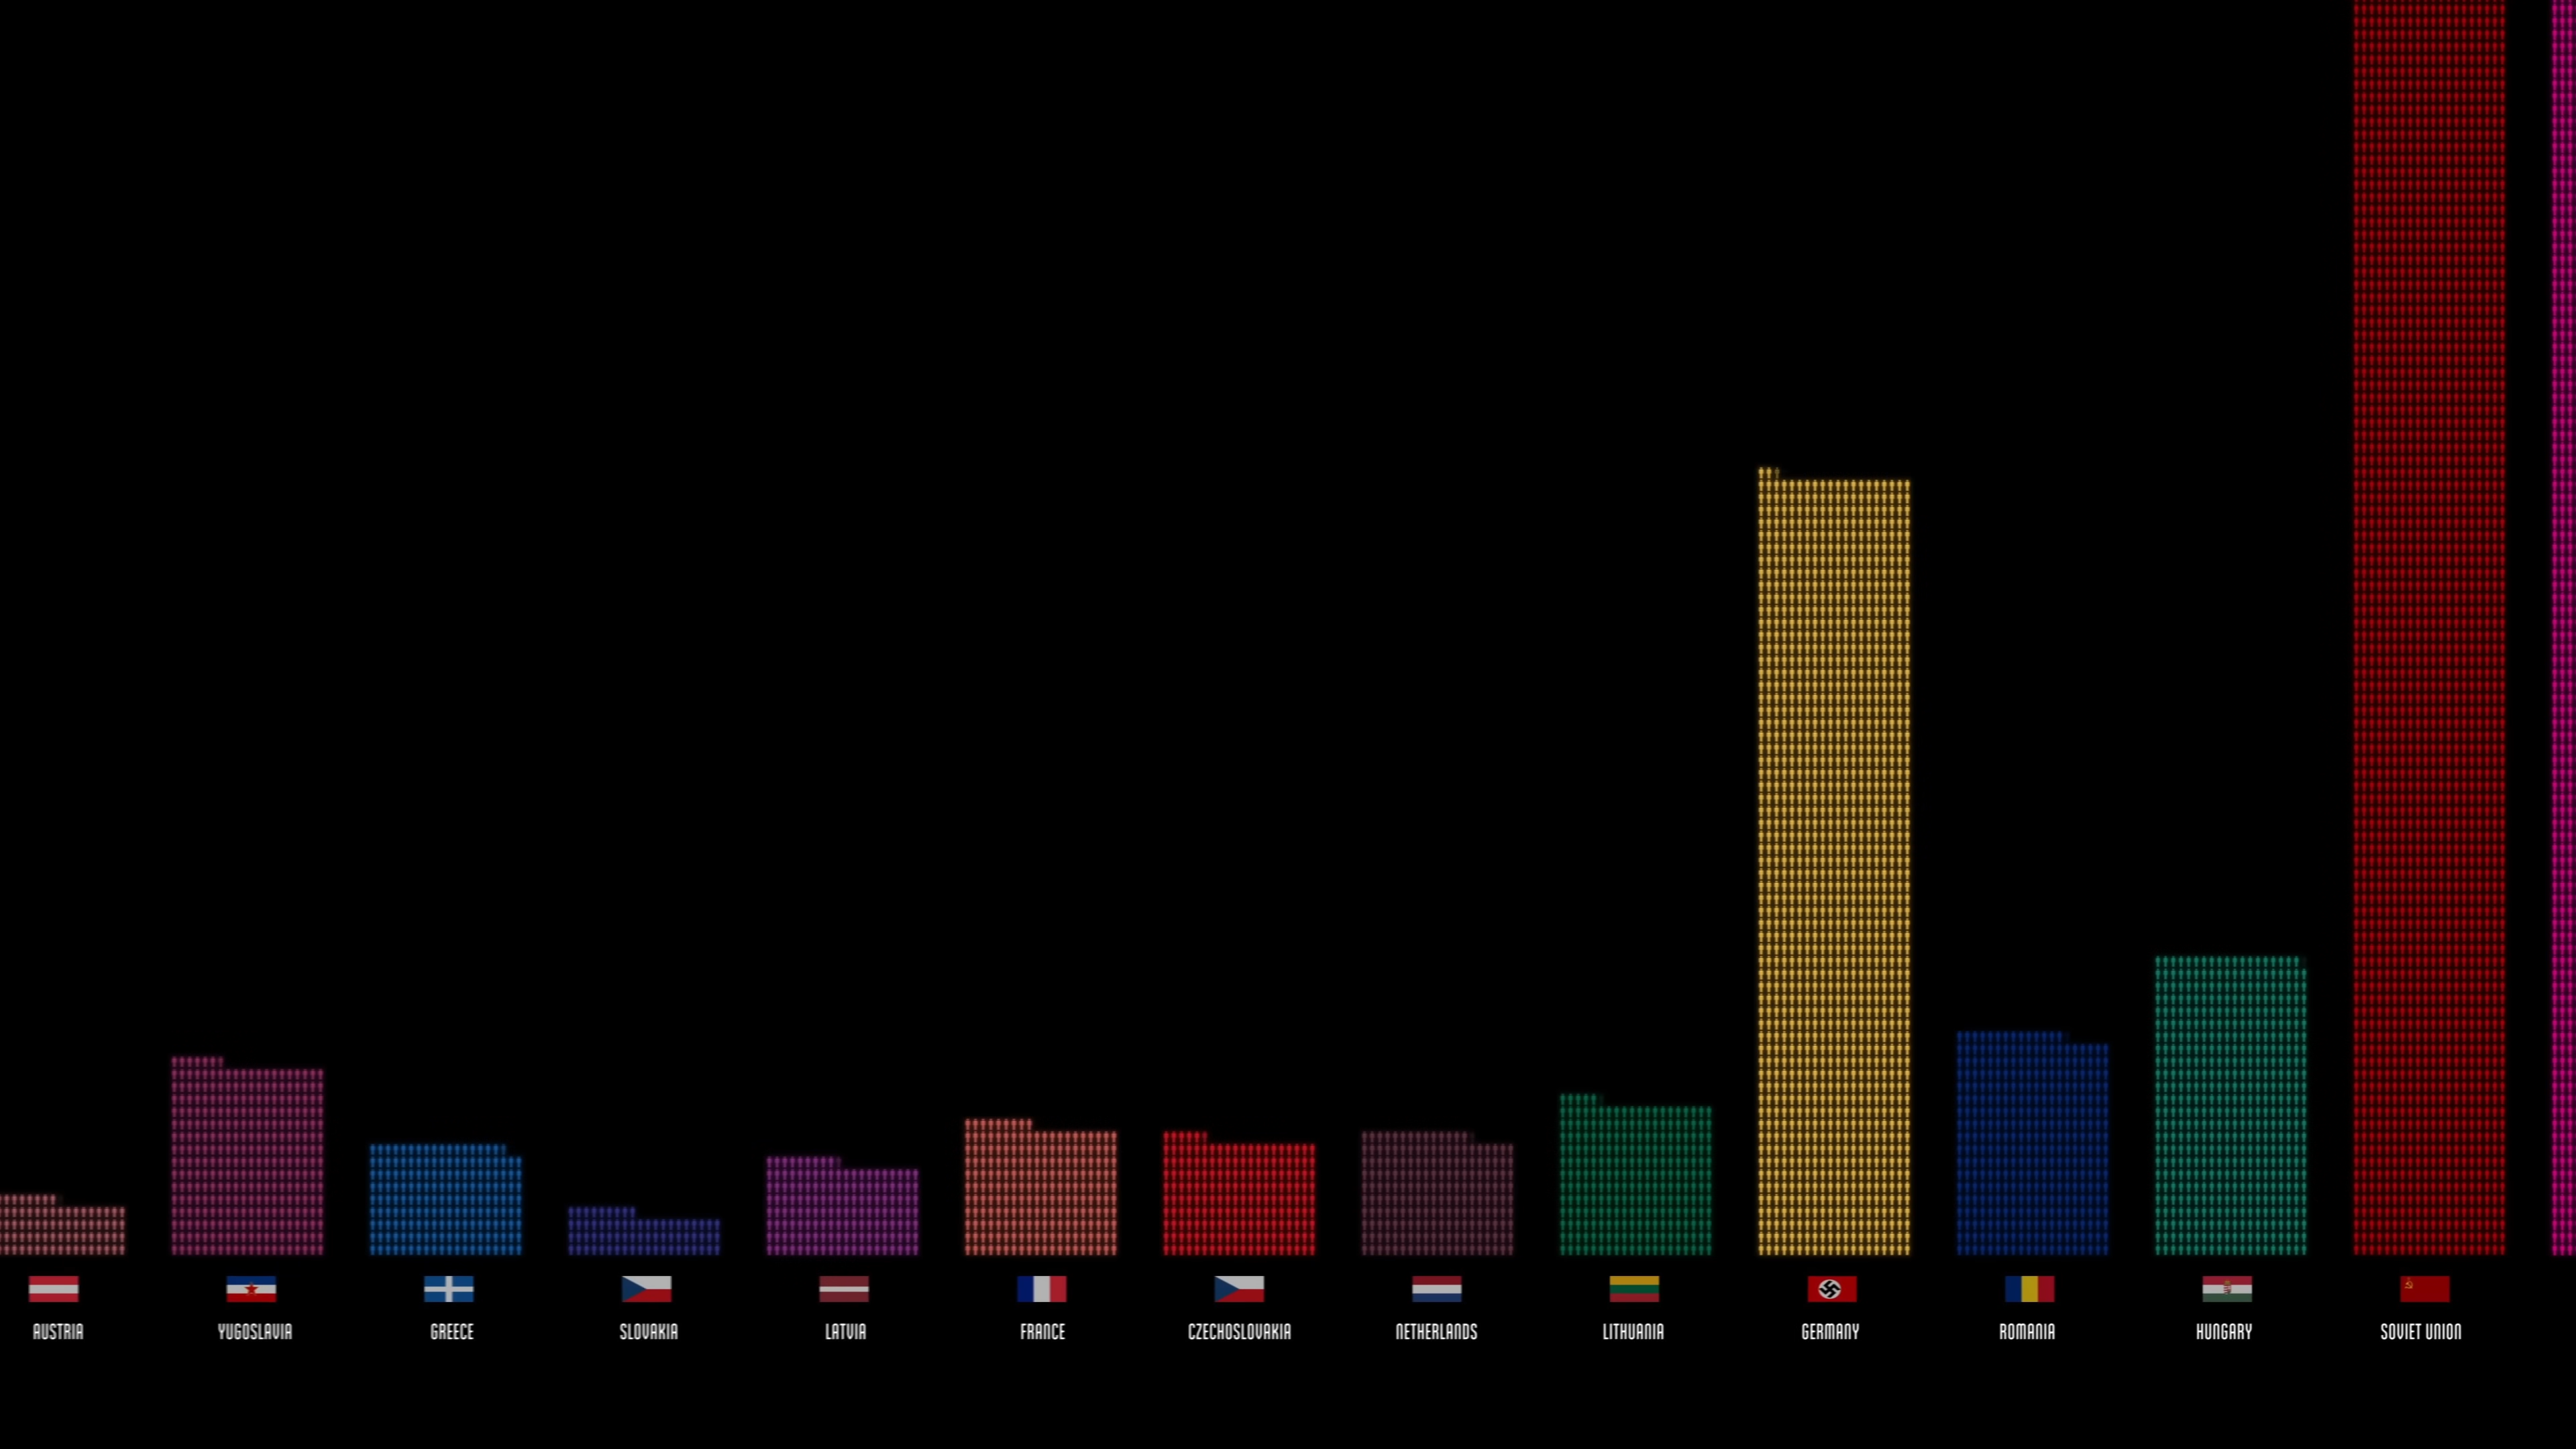 AUSTRIA
YUGOSLAVIA
GREECE
SLOVAKIA
LATVIA
FRANCE
CZECHOSLOVAKIA
NETHERLANDS
LITHUANIA
GERMANY
ROMANIA
HUNGARY
SOVIET UNION